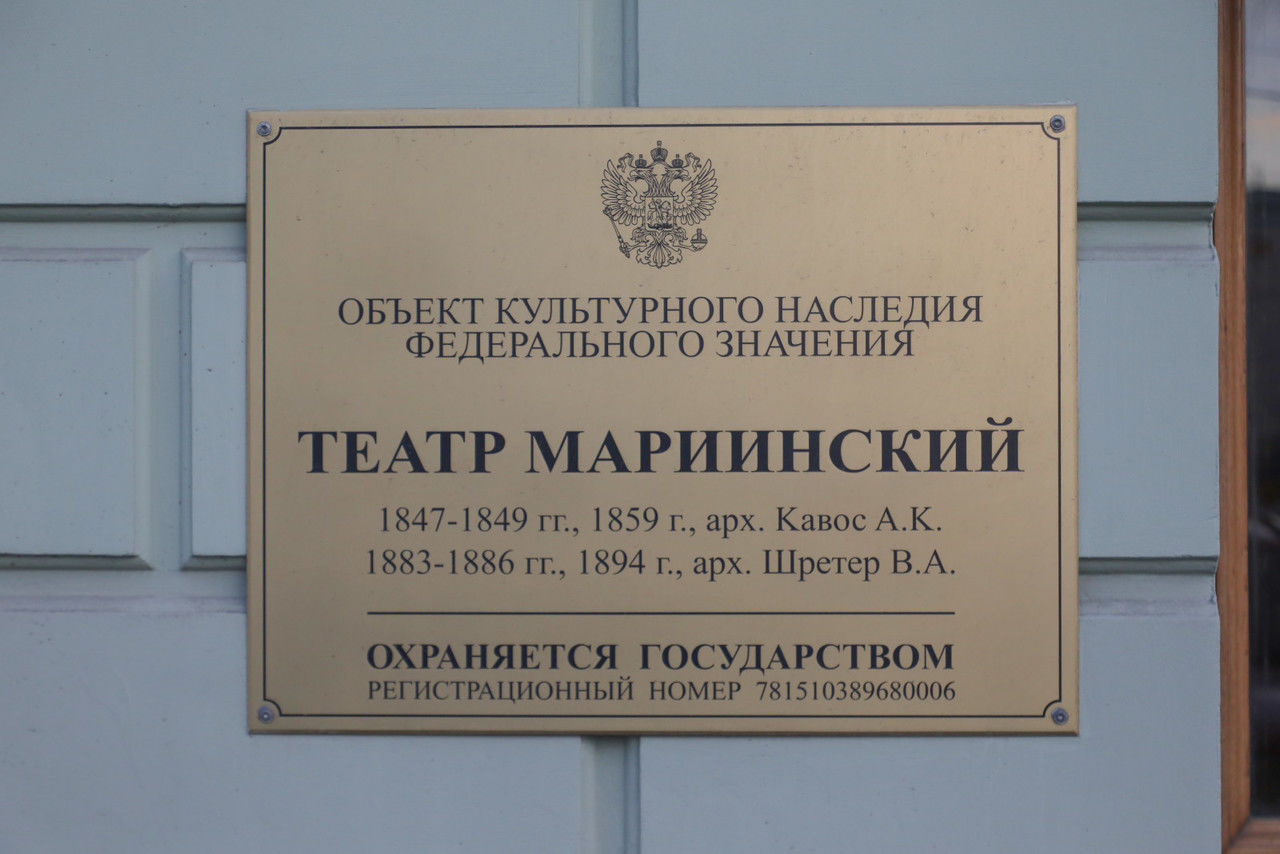 ОБЪЕКТ КУЛЬТУРНОГО НАСЛЕДИЯ
ФЕДЕРАЛЬНОГО ЗНАЧЕНИЯ
ТЕАТР МАРИИНСКИЙ
1847-1849 гг., 1859 г., арх. Кавос А.К.
1883-1886 гг., 1894 г., арх. Шретер В.А.
ОХРАНЯЕТСЯ ГОСУДАРСТВОМ
РЕГИСТРАЦИОННЫЙ НОМЕР 781510389680006